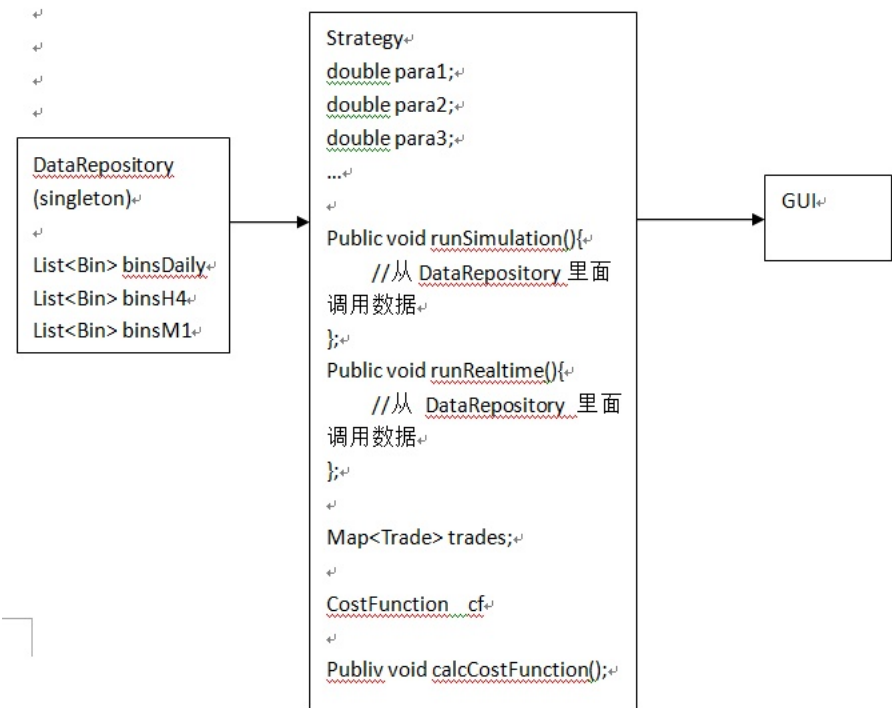 DataRepository
(singleton)
List<Bin> binsDaily
List<Bin> binsH4
List<Bin> binsM1
Strategy
double para1;
double para2;
double para3;
...
Public void runSimulation(){
//从 DataRepository 里面
调用数据
};
Public void runRealtime(){
//从 DataRepository 里面
调用数据
};
Map<Trade> trades;
CostFunction cf
Publiv void calcCostFunction();
GUI